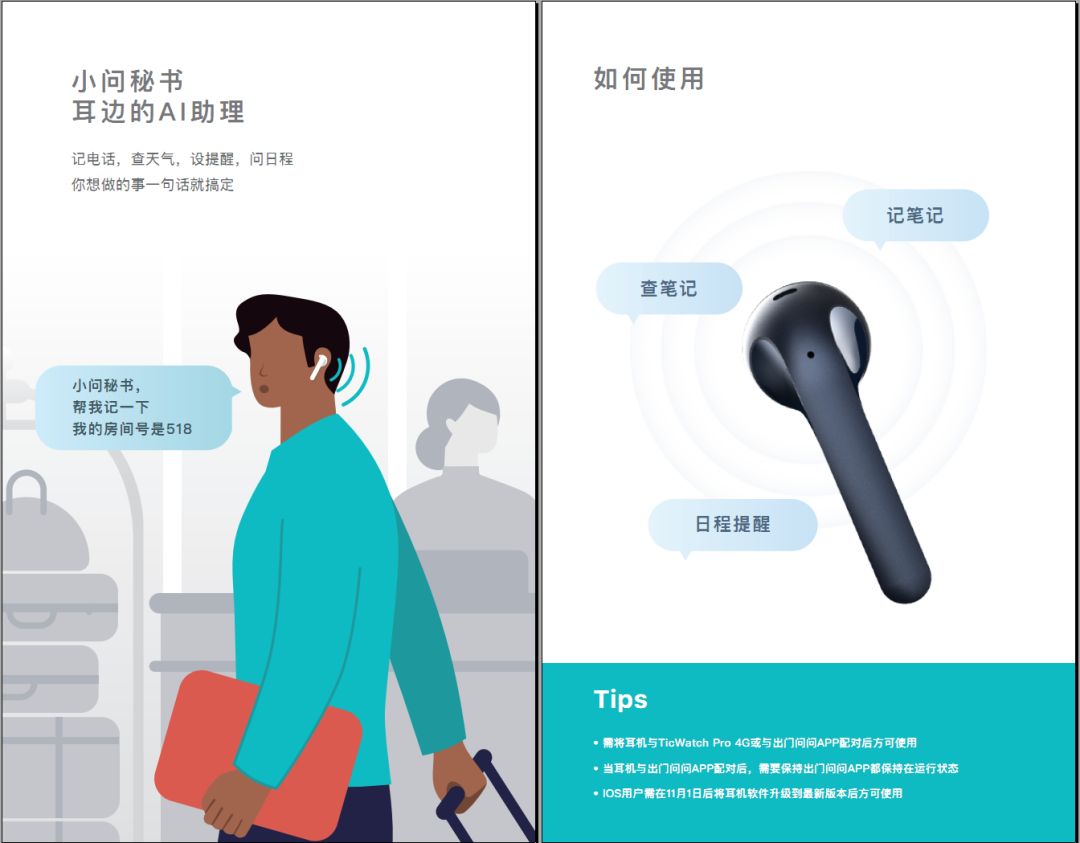 小问秘书
耳边的AI助理
记电话，查天气，设提醒，问日程
你想做的事一句话就搞定
小问秘书，
帮我记一下
我的房间号是518
如何使用
记笔记
查笔记
日程提醒
Tips
• 需将耳机与TicWatch Pro 4G或与出门问问APP配对后方可使用
• 当耳机与出门问问APP配对后，需要保持出门问问APP都保持在运行状态
• IOS用户需在11月1日后将耳机软件升级到最新版本后方可使用